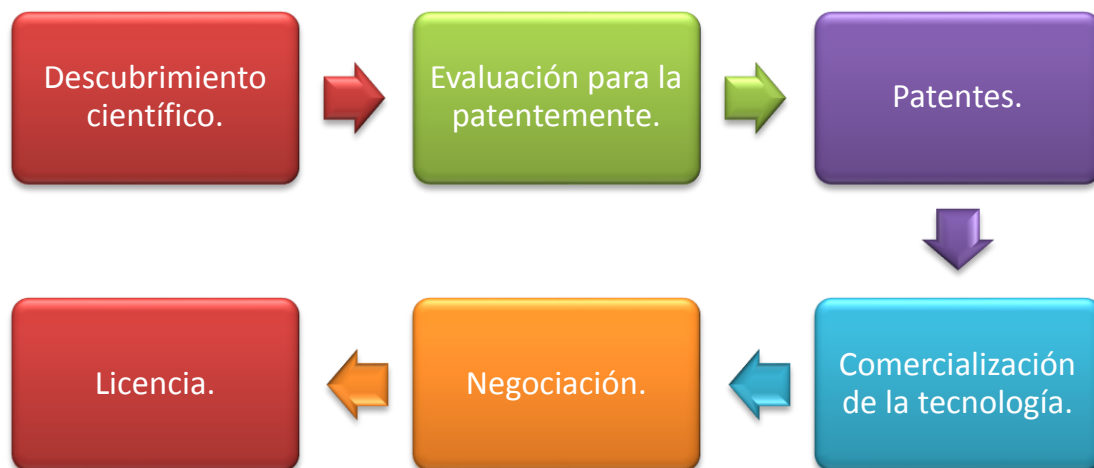 Descubrimiento
científico.
Evaluación para la
patentemente.
Patentes.
Comercialización
de la tecnología.
Negociación.
Licencia.